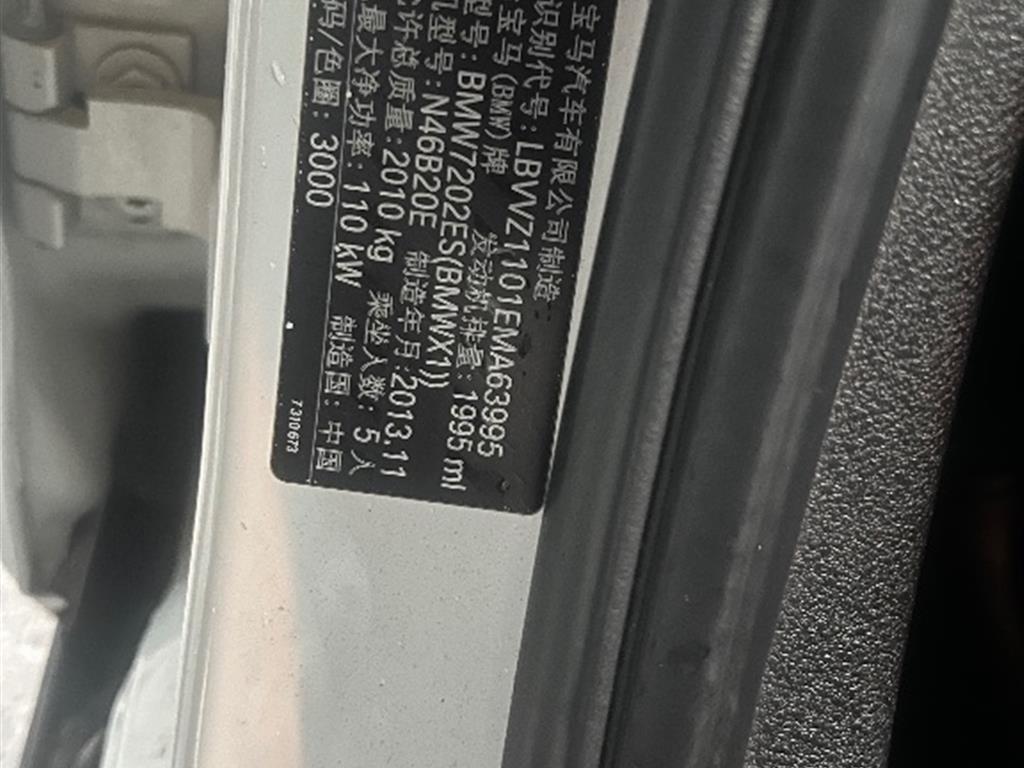 宝马汽车有限公司制造
识别代号:LBVVZ1101EMA63995
宝马(BMW)牌 发动机排量:1995 ml
型号:BMW7202ES(BMWX1))
机型号:N46B20E 制造年月:2013.11
允许总质量:2010 kg 乘坐人数:5人
最大净功率:110 kW 制造国:中国
码/色圈:3000
7310673